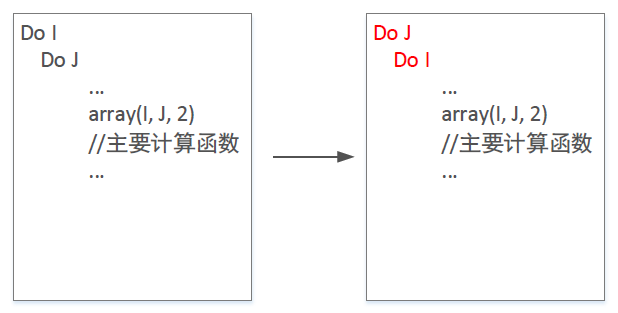 Do I
Do J
...
array(I, J, 2)
//主要计算函数
...
Do J
Do I
...
array(I, J, 2)
//主要计算函数
...